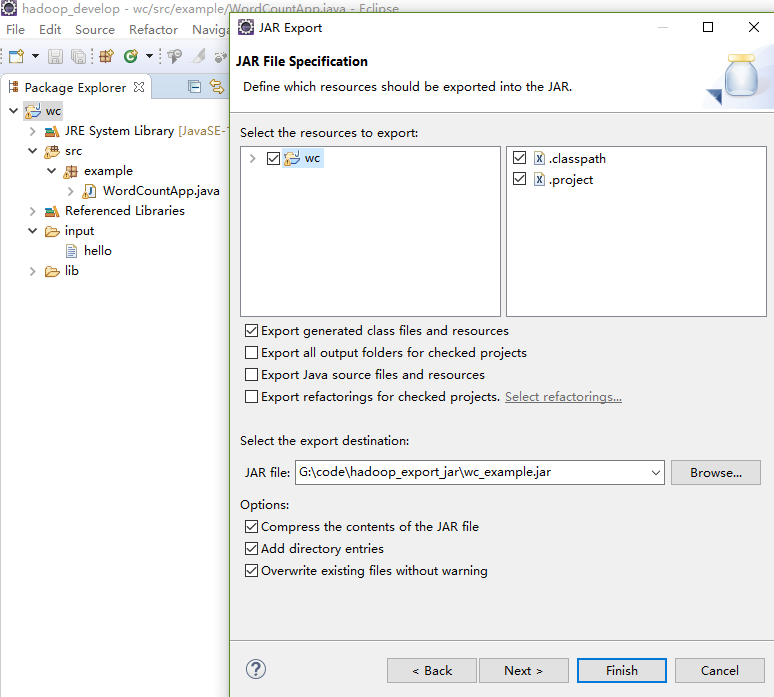 hadoop_develop - wc/src/example/WordCountApp.java - Eclipse
File Edit Source Refactor Naviga
Package Explorer
wc
JRE System Library [JavaSE-
src
example
WordCountApp.java
Referenced Libraries
input
hello
lib
JAR Export
JAR File Specification
Define which resources should be exported into the JAR.
Select the resources to export:
wc
.classpath
.project
Export generated class files and resources
Export all output folders for checked projects
Export Java source files and resources
Export refactorings for checked projects. Select refactorings...
Select the export destination:
JAR file: G:\code\hadoop_export_jar\wc_example.jar Browse...
Options:
Compress the contents of the JAR file
Add directory entries
Overwrite existing files without warning
? < Back Next > Finish Cancel